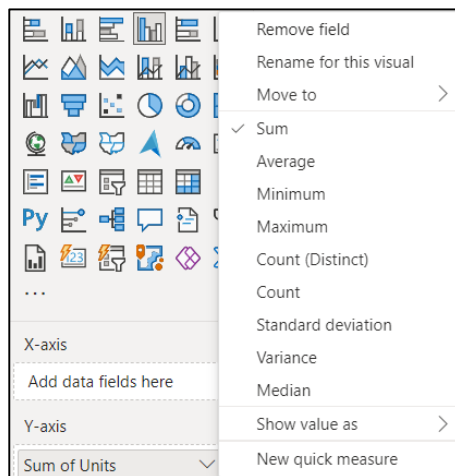 Remove field
Rename for this visual
Move to
Sum
Average
Minimum
Maximum
Count (Distinct)
Count
Standard deviation
Variance
Median
Show value as
New quick measure
Py
123
...
X-axis
Add data fields here
Y-axis
Sum of Units